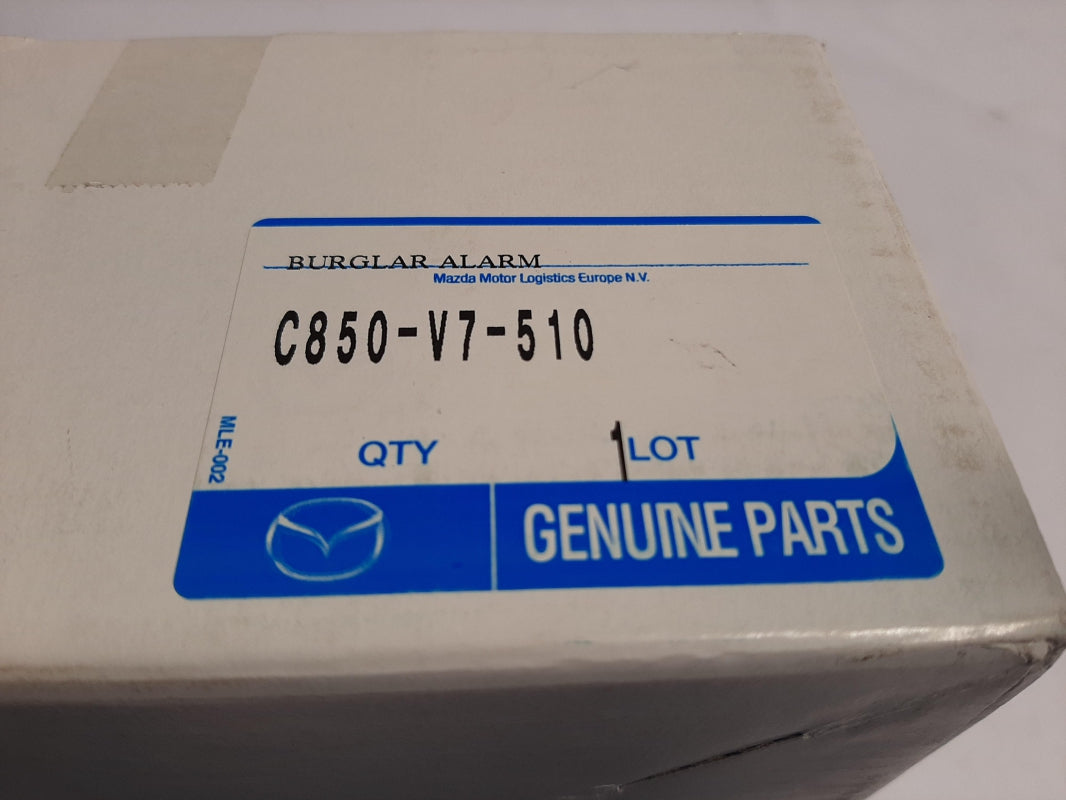 BURGLAR ALARM
Mazda Motor Logistics Europe N.V.
C850-V7-510
MLE-002
QTY 1 LOT
GENUINE PARTS